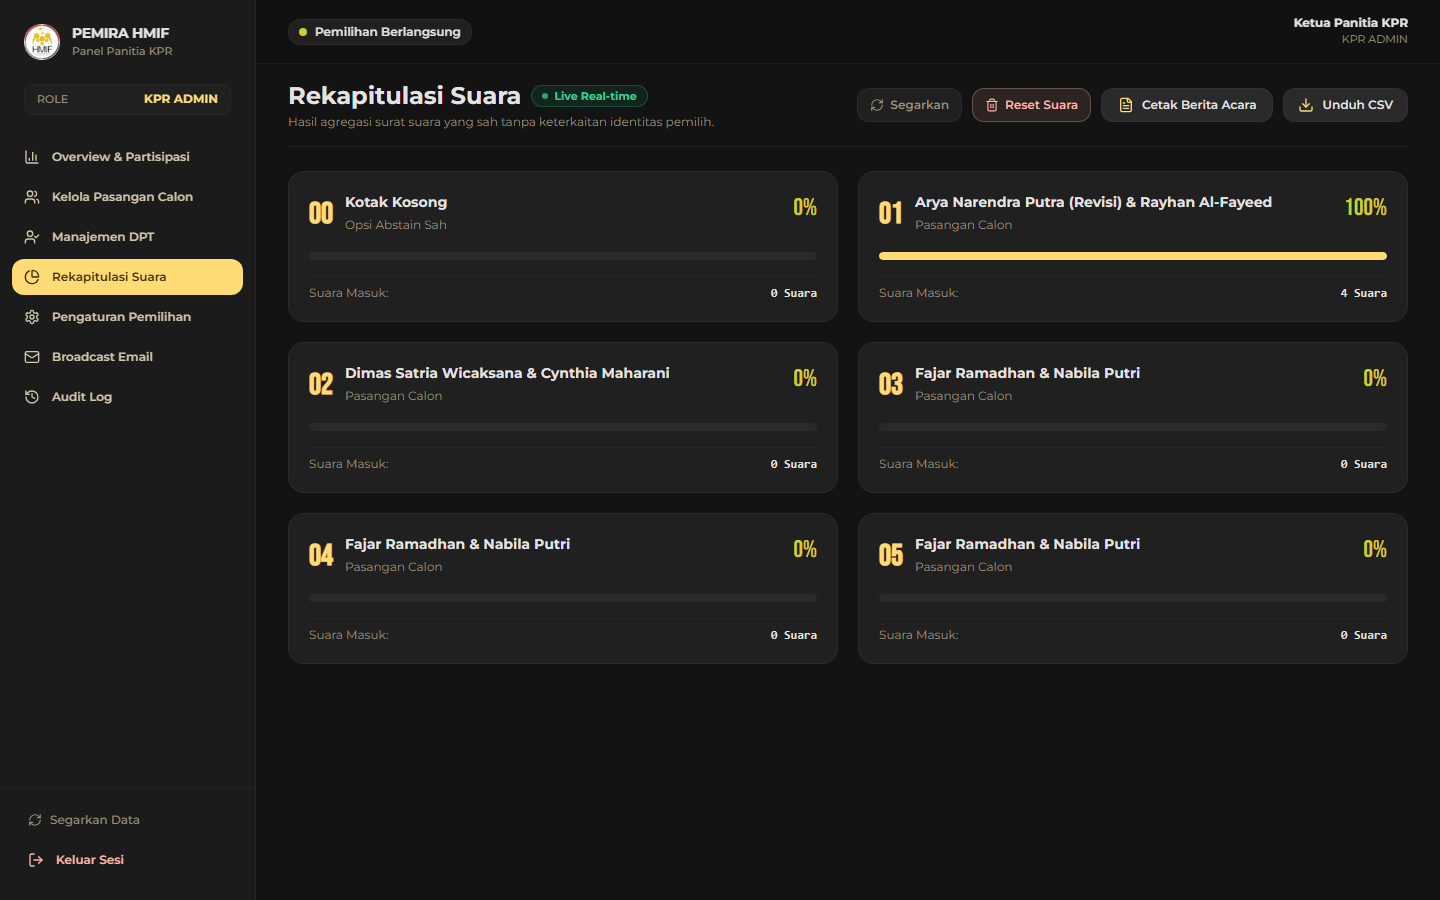 PEMIRA HMIF
Panel Panitia KPR
HMIF
ROLE KPR ADMIN
Overview & Partisipasi
Kelola Pasangan Calon
Manajemen DPT
Rekapitulasi Suara
Pengaturan Pemilihan
Broadcast Email
Audit Log
Segarkan Data
Keluar Sesi
Pemilihan Berlangsung
Ketua Panitia KPR
KPR ADMIN
Rekapitulasi Suara Live Real-time
Hasil agregasi surat suara yang sah tanpa keterkaitan identitas pemilih.
Segarkan Reset Suara Cetak Berita Acara Unduh CSV
00 Kotak Kosong 0%
Opsi Abstain Sah
Suara Masuk: 0 Suara
01 Arya Narendra Putra (Revisi) & Rayhan Al-Fayeed 100%
Pasangan Calon
Suara Masuk: 4 Suara
02 Dimas Satria Wicaksana & Cynthia Maharani 0%
Pasangan Calon
Suara Masuk: 0 Suara
03 Fajar Ramadhan & Nabila Putri 0%
Pasangan Calon
Suara Masuk: 0 Suara
04 Fajar Ramadhan & Nabila Putri 0%
Pasangan Calon
Suara Masuk: 0 Suara
05 Fajar Ramadhan & Nabila Putri 0%
Pasangan Calon
Suara Masuk: 0 Suara